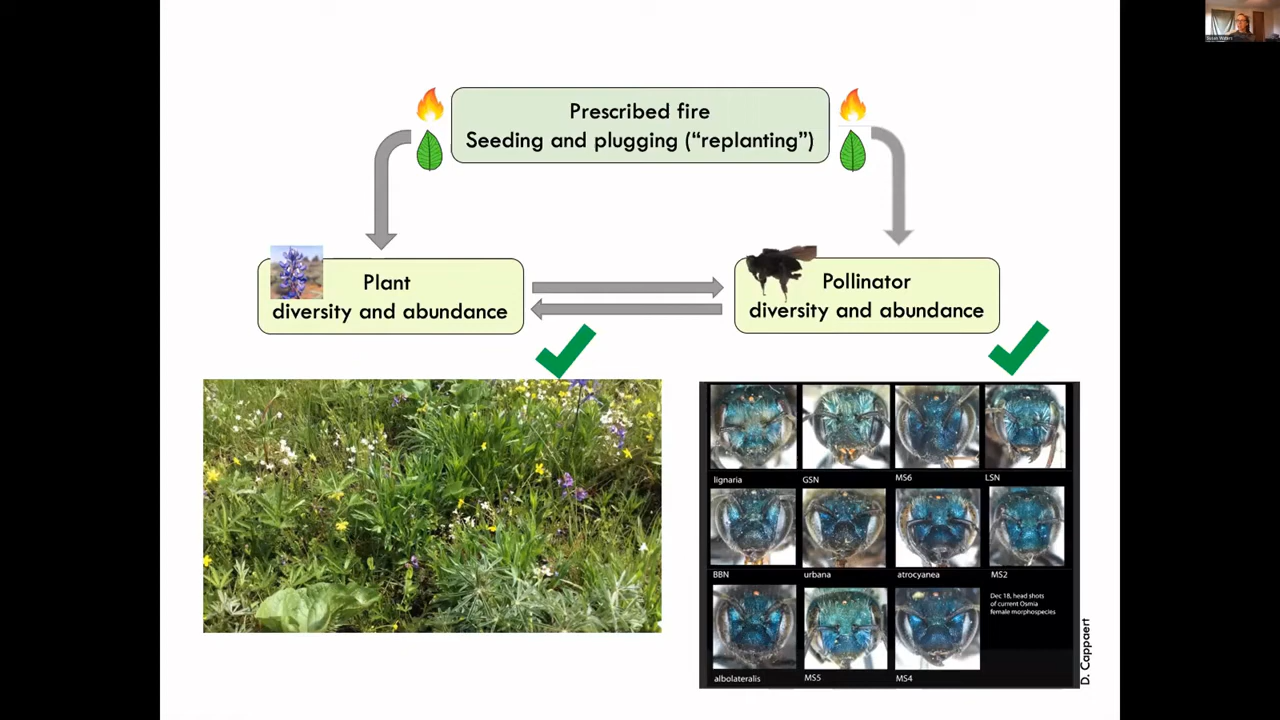 Prescribed fire
Seeding and plugging (“replanting”)
Plant
diversity and abundance
Pollinator
diversity and abundance
lignaria
GSN
MS6
LSN
BBN
urbana
atrocyanea
MS2
Dec 18, head shots
of current Osmia
female morphospecies
albolateralis
MS5
MS4
D. Cappaert